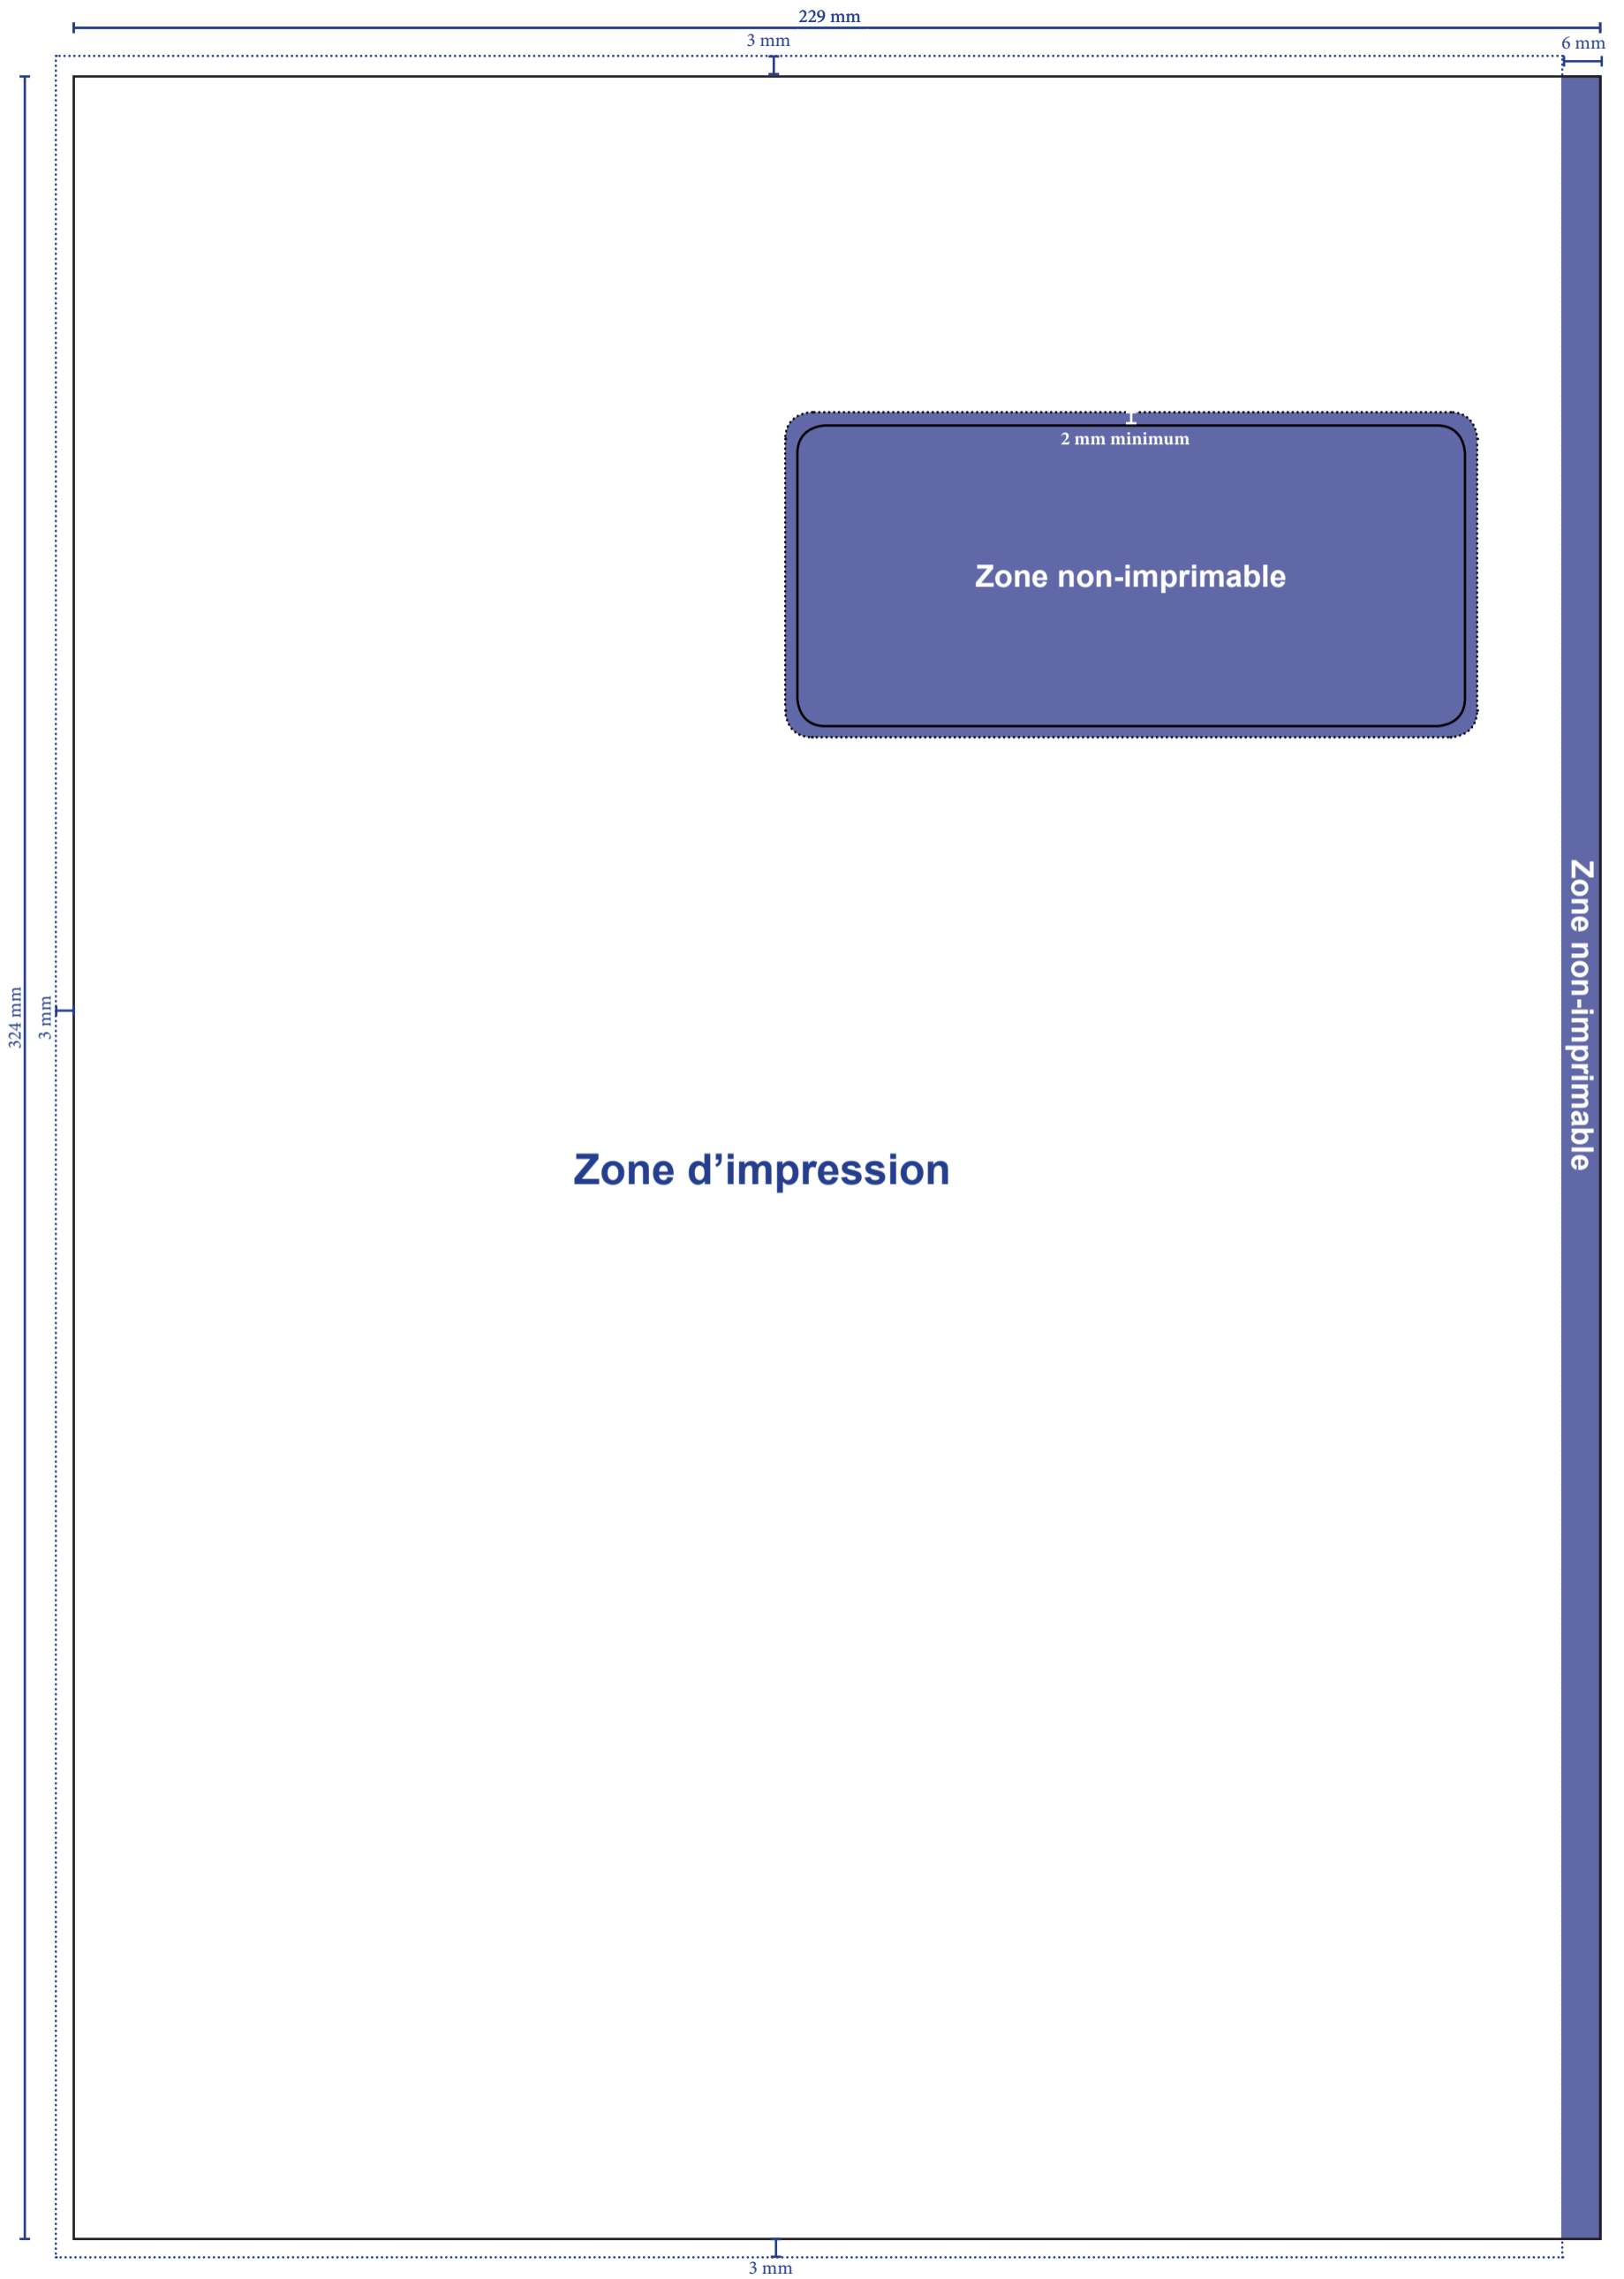 229 mm
3 mm
6 mm
2 mm minimum
Zone non-imprimable
Zone non-imprimable
324 mm
3 mm
Zone d’impression
3 mm